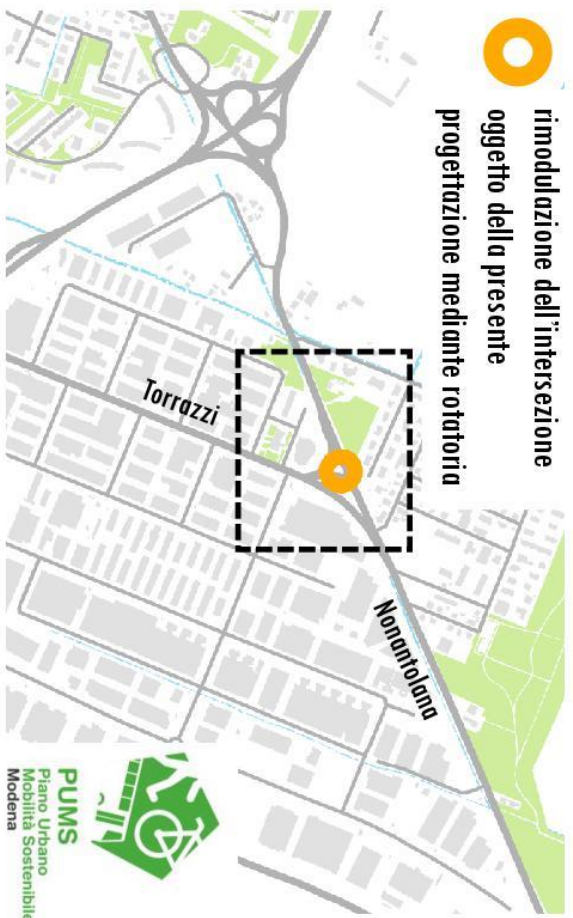 rimodulazione dell'intersezione
oggetto della presente
progettazione mediante rotatoria
Torrazzi
Nonantolana
PUMS
Piano Urbano
Mobilità Sostenibile
Modena